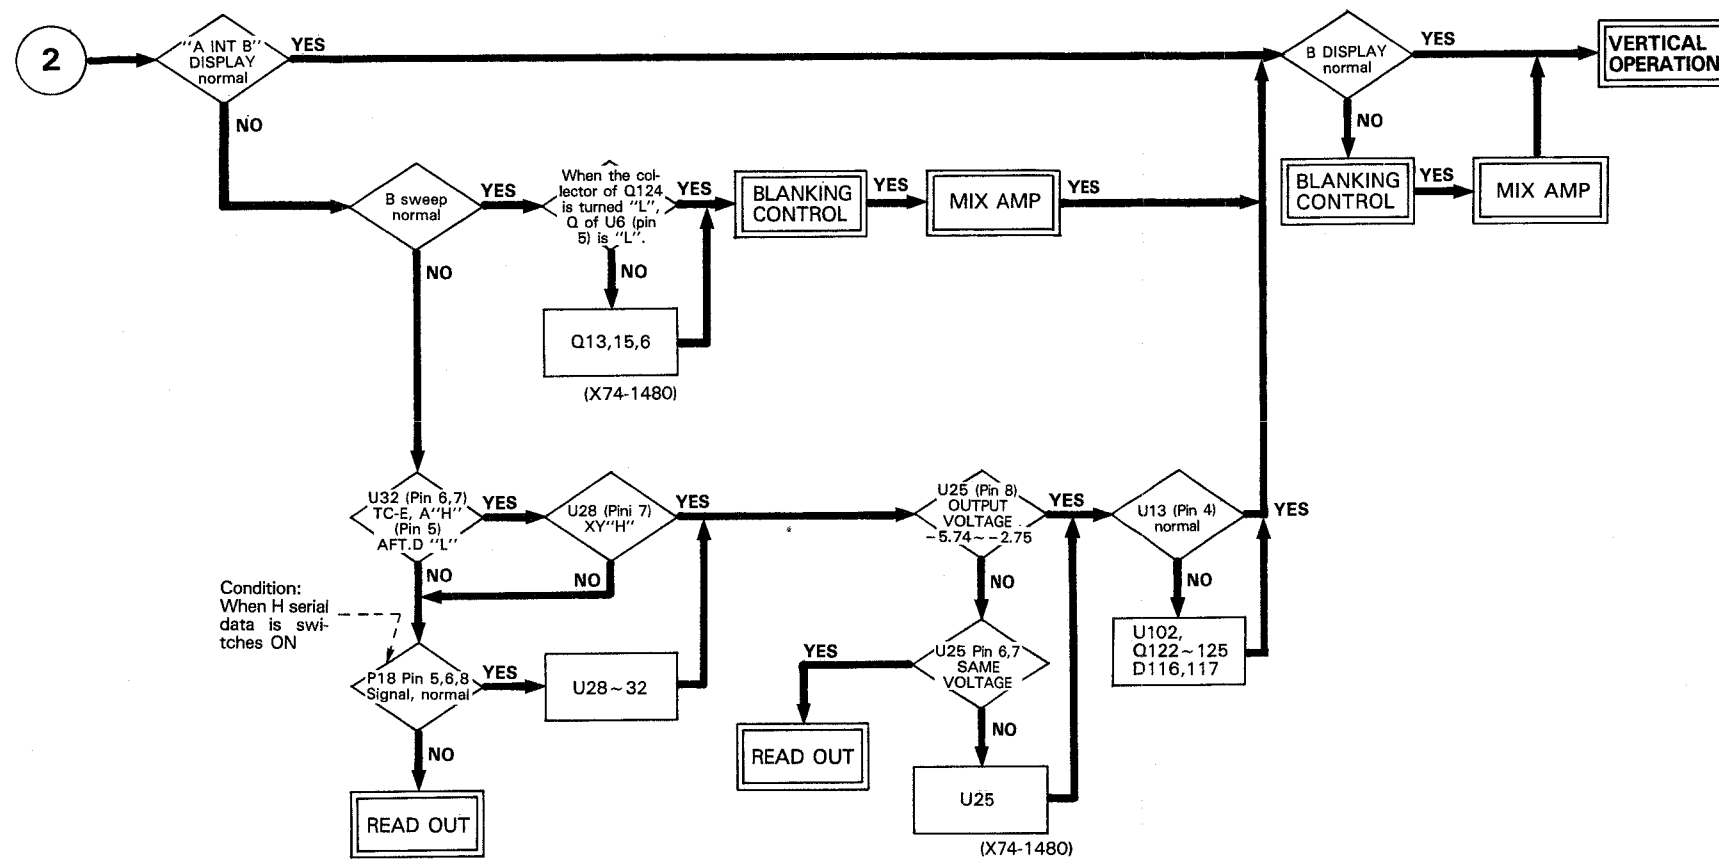 2
"A INT B"
DISPLAY
normal
YES
NO
B DISPLAY
normal
YES
NO
VERTICAL
OPERATION
BLANKING
CONTROL
YES
MIX AMP
B sweep
normal
YES
NO
When the col-
lector of Q124
is turned "L",
Q of U6 (pin
5) is "L".
YES
NO
Q13,15,6
(X74-1480)
BLANKING
CONTROL
YES
MIX AMP
YES
U32 (Pin 6,7)
TC-E, A"H"
(Pin 5)
AFT.D "L"
YES
NO
U28 (Pini 7)
XY"H"
YES
NO
Condition:
When H serial
data is swi-
tches ON
P18 Pin 5,6,8
Signal, normal
YES
NO
U28~32
READ OUT
U25 (Pin 8)
OUTPUT
VOLTAGE
-5.74~-2.75
YES
NO
U25 Pin 6,7
SAME
VOLTAGE
YES
NO
READ OUT
U25
(X74-1480)
U13 (Pin 4)
normal
YES
NO
U102,
Q122~125
D116,117